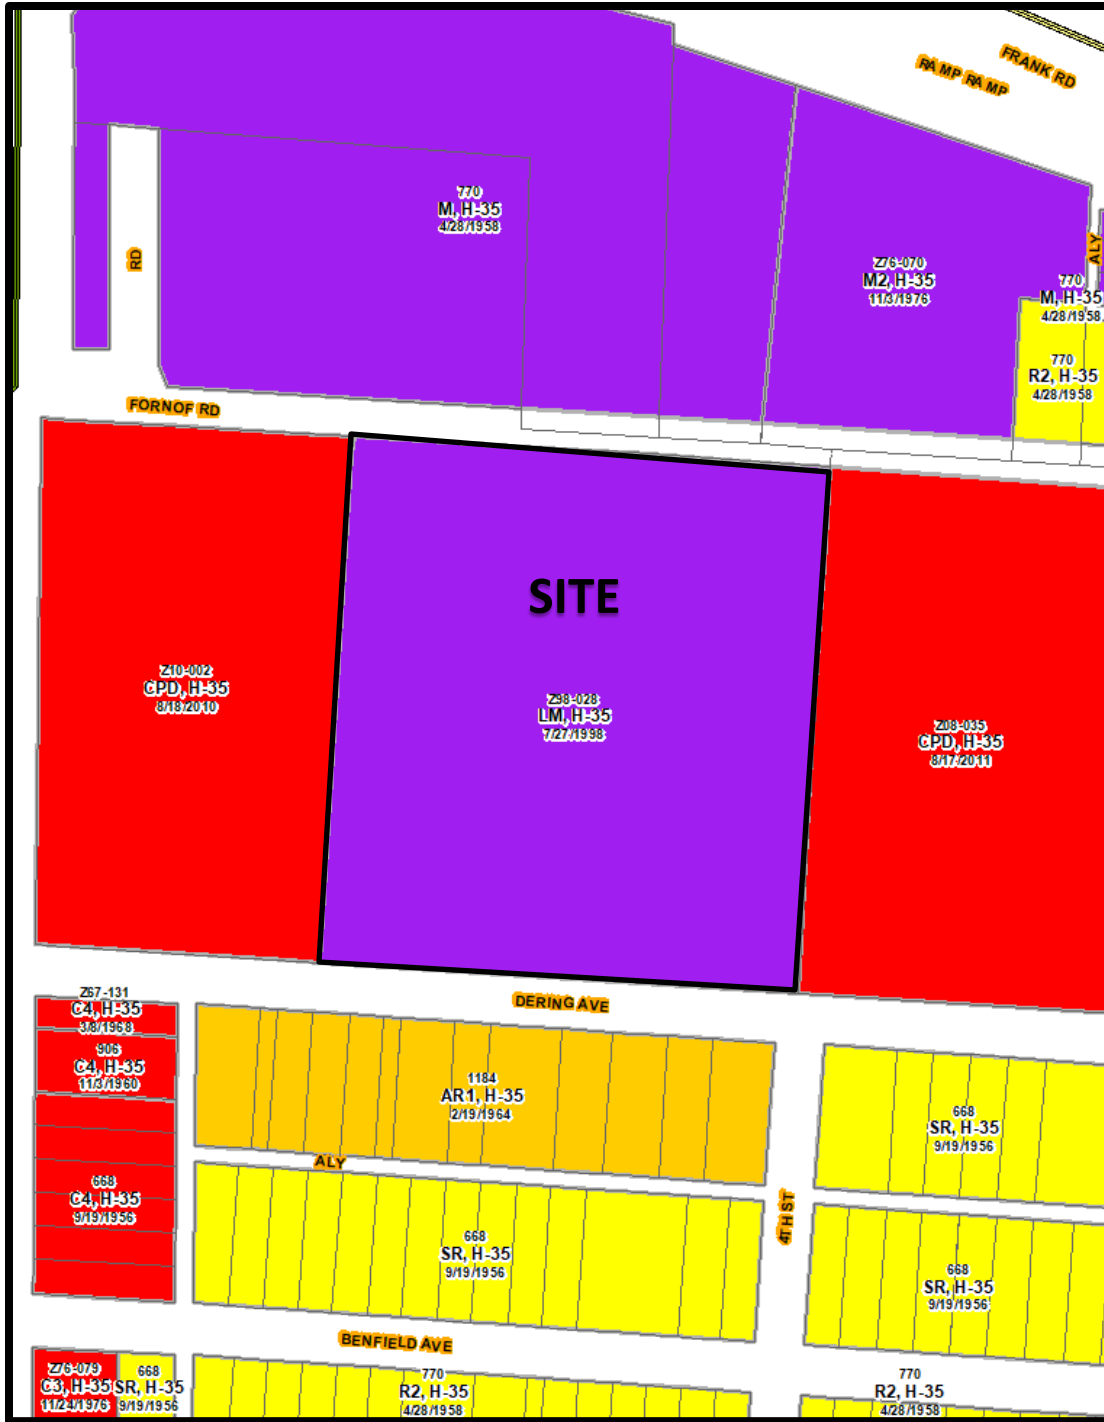 FRANK RD
RAMP RAMP
770
M, H-35
4/28/1958
RD
ALY
Z76-070
M2, H-35
11/3/1976
770
M, H-35
4/28/1958
770
R2, H-35
4/28/1958
FORNOF RD
SITE
Z10-002
CPD, H-35
8/18/2010
Z98-028
LM, H-35
7/27/1998
Z08-035
CPD, H-35
8/17/2011
DERING AVE
Z67-131
C4, H-35
3/8/1968
906
C4, H-35
11/3/1960
1184
AR1, H-35
2/19/1964
668
SR, H-35
9/19/1956
ALY
668
C4, H-35
9/19/1956
4TH ST
668
SR, H-35
9/19/1956
668
SR, H-35
9/19/1956
BENFIELD AVE
Z76-079
C3, H-35
11/24/1976
668
SR, H-35
9/19/1956
770
R2, H-35
4/28/1958
770
R2, H-35
4/28/1958